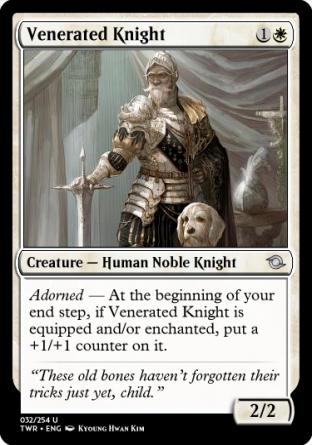 Venerated Knight 1
Creature — Human Noble Knight
Adorned — At the beginning of your
end step, if Venerated Knight is
equipped and/or enchanted, put a
+1/+1 counter on it.
“These old bones haven’t forgotten their
tricks just yet, child.”
2/2
032/254 U
TWR • ENG Kyoung Hwan Kim